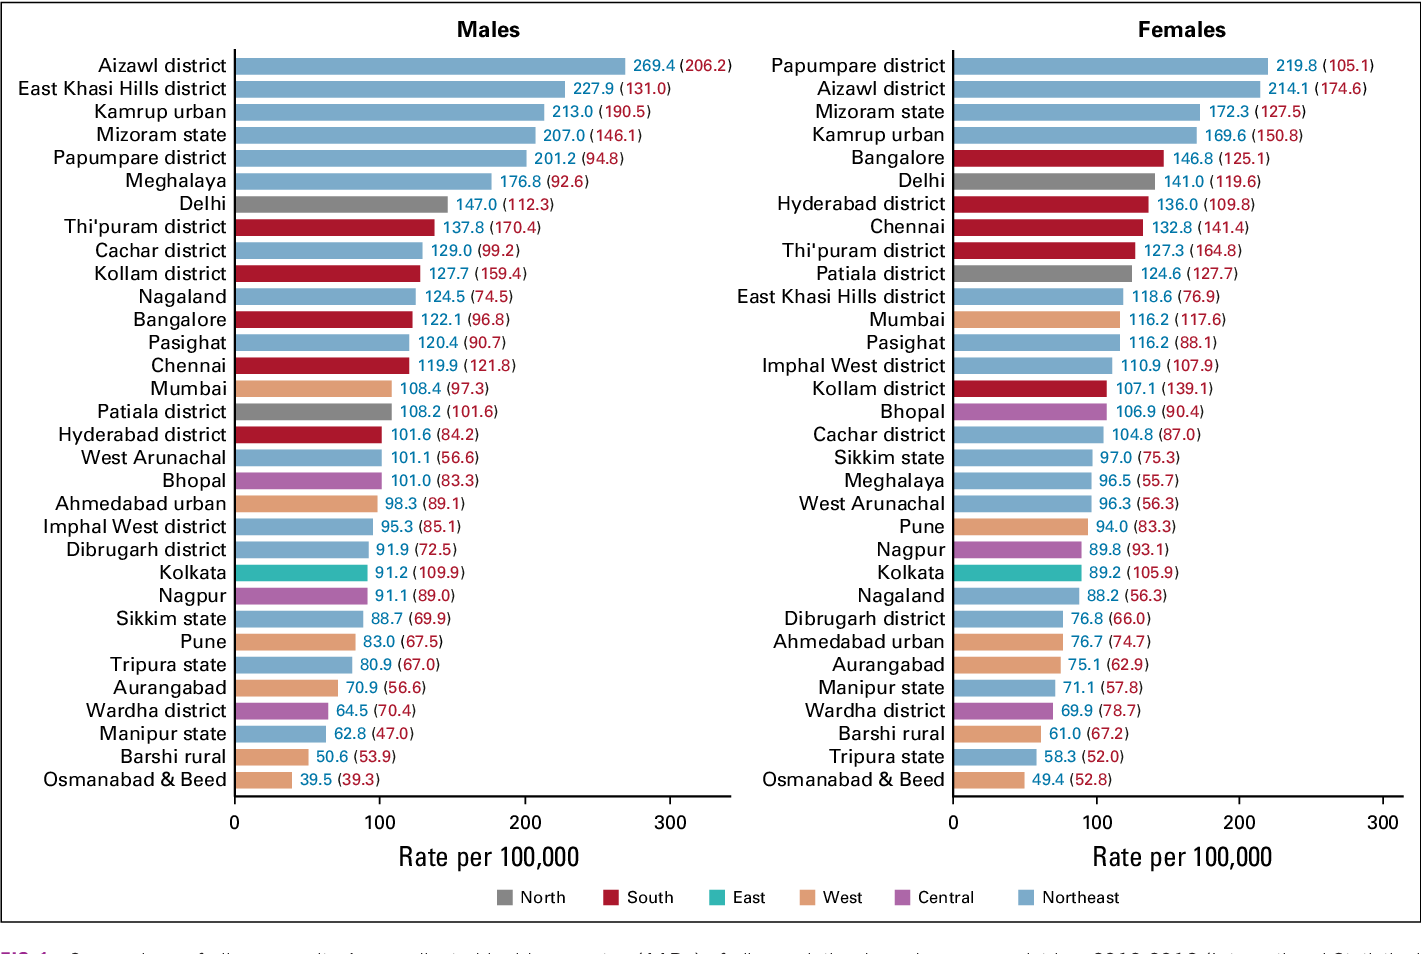 Males
Aizawl district 269.4 (206.2)
East Khasi Hills district 227.9 (131.0)
Kamrup urban 213.0 (190.5)
Mizoram state 207.0 (146.1)
Papumpare district 201.2 (94.8)
Meghalaya 176.8 (92.6)
Delhi 147.0 (112.3)
Thi'puram district 137.8 (170.4)
Cachar district 129.0 (99.2)
Kollam district 127.7 (159.4)
Nagaland 124.5 (74.5)
Bangalore 122.1 (96.8)
Pasighat 120.4 (90.7)
Chennai 119.9 (121.8)
Mumbai 108.4 (97.3)
Patiala district 108.2 (101.6)
Hyderabad district 101.6 (84.2)
West Arunachal 101.1 (56.6)
Bhopal 101.0 (83.3)
Ahmedabad urban 98.3 (89.1)
Imphal West district 95.3 (85.1)
Dibrugarh district 91.9 (72.5)
Kolkata 91.2 (109.9)
Nagpur 91.1 (89.0)
Sikkim state 88.7 (69.9)
Pune 83.0 (67.5)
Tripura state 80.9 (67.0)
Aurangabad 70.9 (56.6)
Wardha district 64.5 (70.4)
Manipur state 62.8 (47.0)
Barshi rural 50.6 (53.9)
Osmanabad & Beed 39.5 (39.3)
0 100 200 300
Rate per 100,000
Females
Papumpare district 219.8 (105.1)
Aizawl district 214.1 (174.6)
Mizoram state 172.3 (127.5)
Kamrup urban 169.6 (150.8)
Bangalore 146.8 (125.1)
Delhi 141.0 (119.6)
Hyderabad district 136.0 (109.8)
Chennai 132.8 (141.4)
Thi'puram district 127.3 (164.8)
Patiala district 124.6 (127.7)
East Khasi Hills district 118.6 (76.9)
Mumbai 116.2 (117.6)
Pasighat 116.2 (88.1)
Imphal West district 110.9 (107.9)
Kollam district 107.1 (139.1)
Bhopal 106.9 (90.4)
Cachar district 104.8 (87.0)
Sikkim state 97.0 (75.3)
Meghalaya 96.5 (55.7)
West Arunachal 96.3 (56.3)
Pune 94.0 (83.3)
Nagpur 89.8 (93.1)
Kolkata 89.2 (105.9)
Nagaland 88.2 (56.3)
Dibrugarh district 76.8 (66.0)
Ahmedabad urban 76.7 (74.7)
Aurangabad 75.1 (62.9)
Manipur state 71.1 (57.8)
Wardha district 69.9 (78.7)
Barshi rural 61.0 (67.2)
Tripura state 58.3 (52.0)
Osmanabad & Beed 49.4 (52.8)
0 100 200 300
Rate per 100,000
North South East West Central Northeast